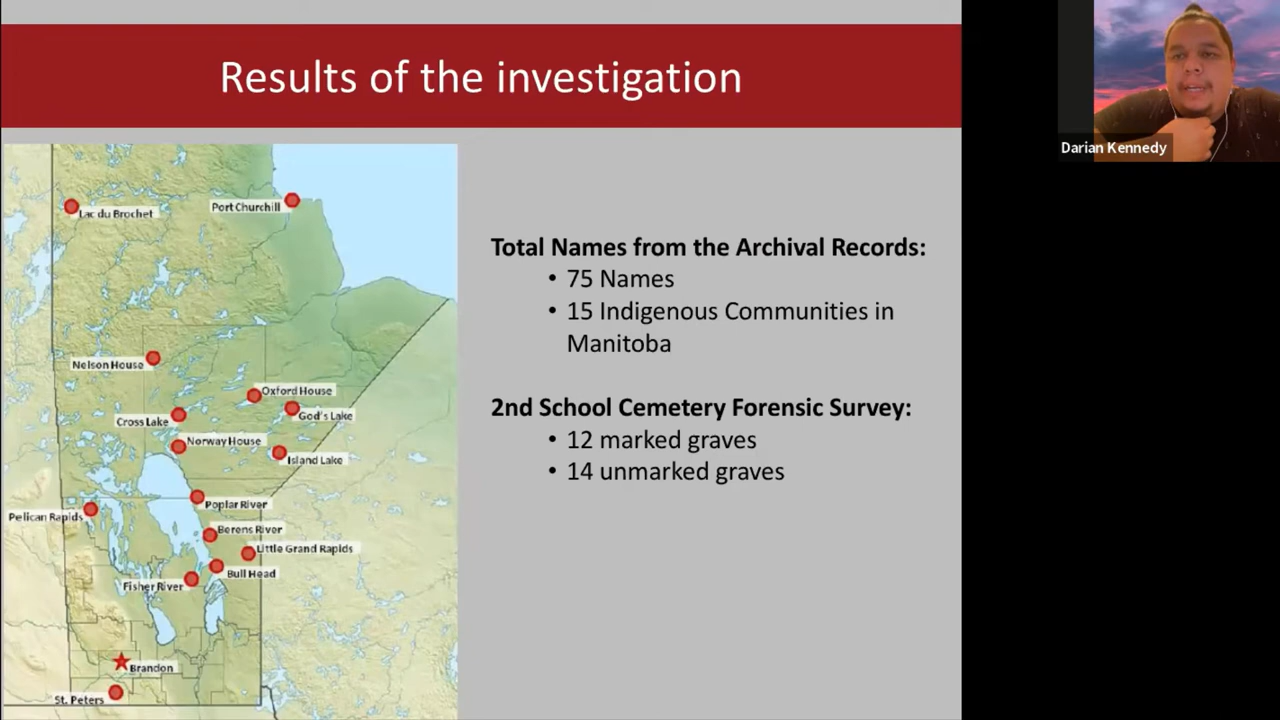 Results of the investigation
Darian Kennedy
Lac du Brochet
Port Churchill
Total Names from the Archival Records:
• 75 Names
• 15 Indigenous Communities in
Manitoba
Nelson House
Oxford House
God's Lake
Cross Lake
Norway House
Island Lake
2nd School Cemetery Forensic Survey:
• 12 marked graves
• 14 unmarked graves
Poplar River
Pelican Rapids
Berens River
Little Grand Rapids
Bull Head
Fisher River
Brandon
St. Peters